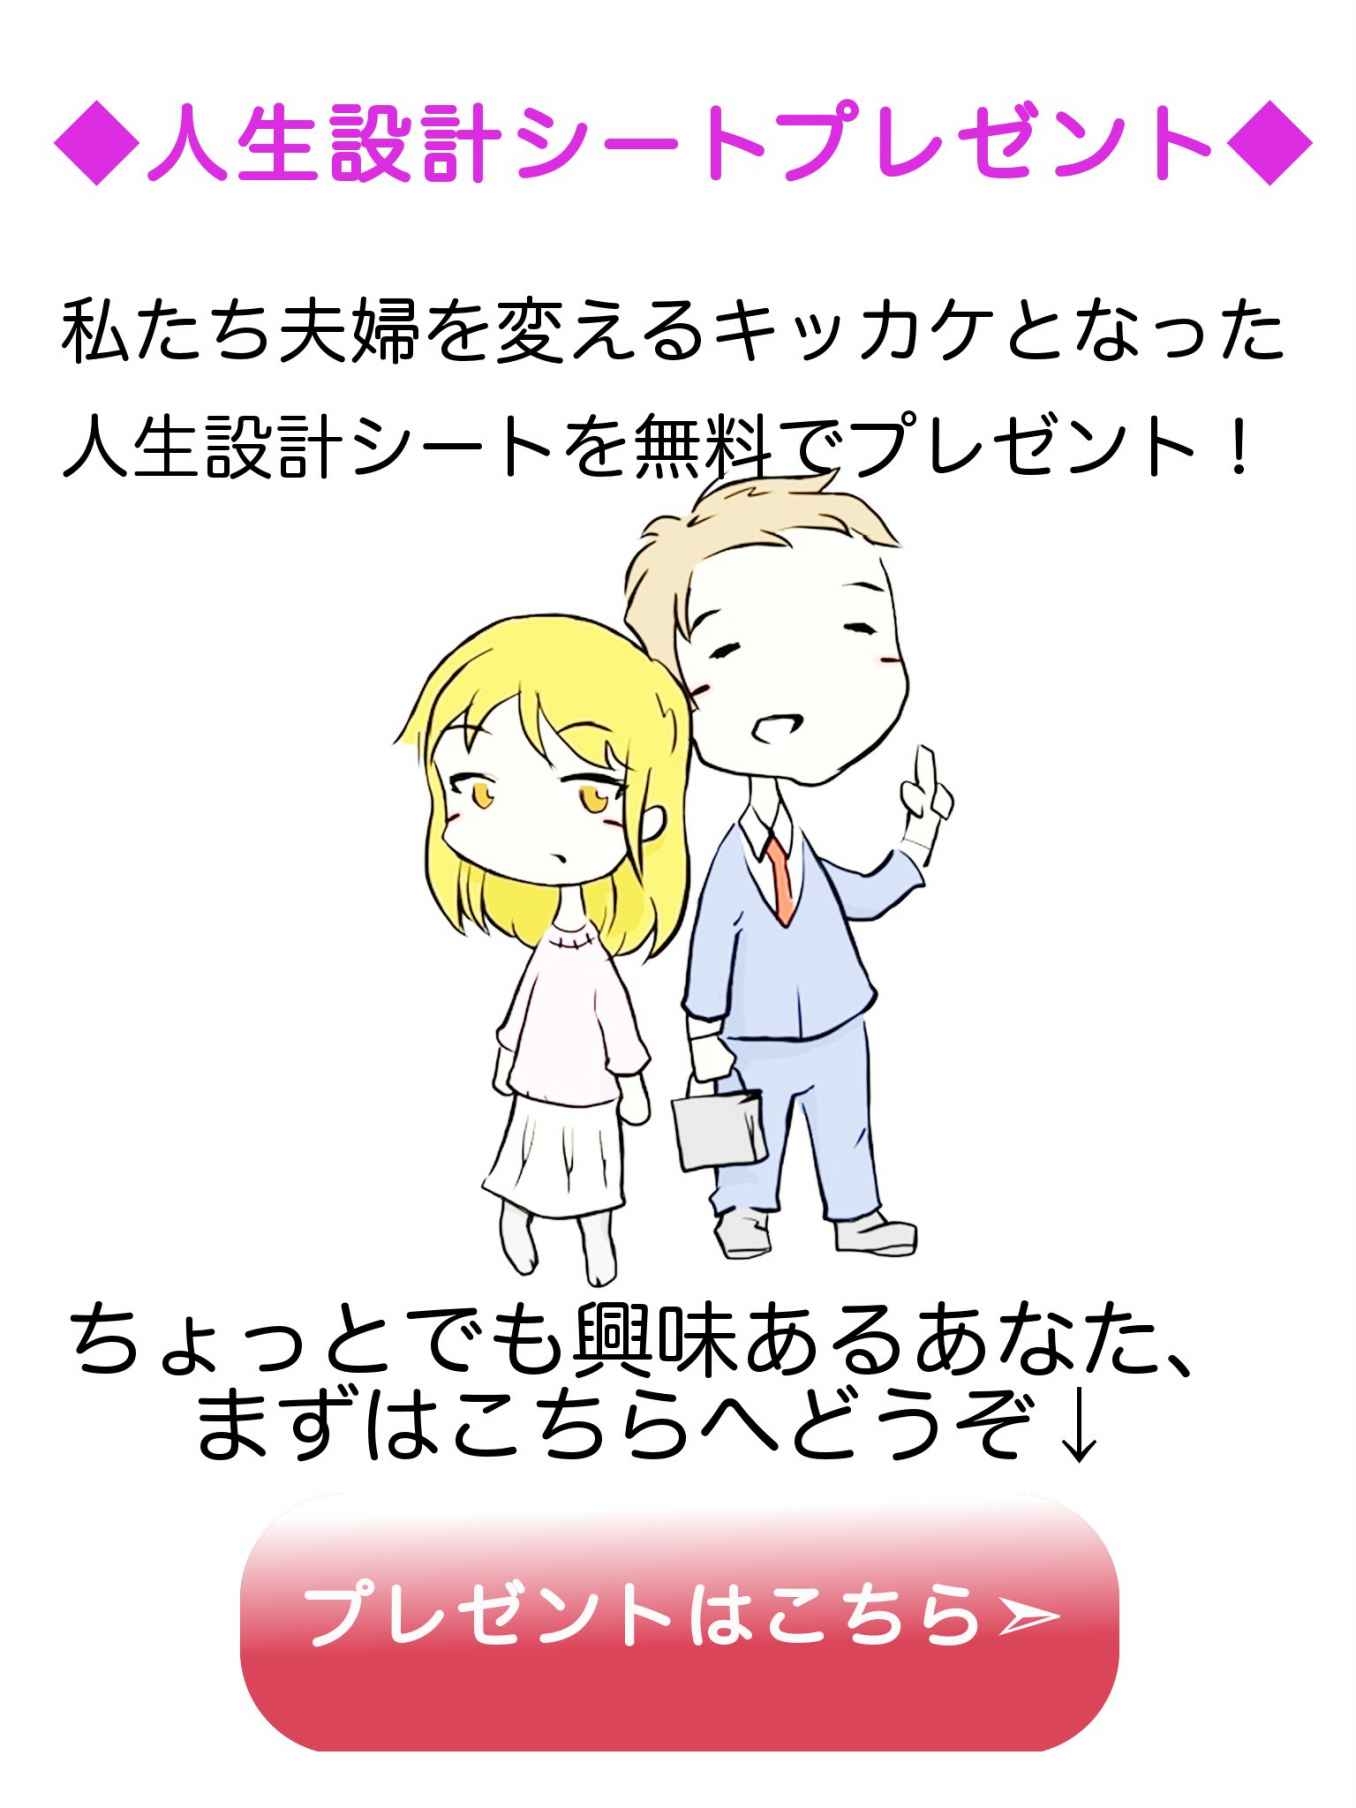 ◆人生設計シートプレゼント◆
私たち夫婦を変えるキッカケとなった
人生設計シートを無料でプレゼント！
ちょっとでも興味あるあなた、
まずはこちらへどうぞ↓
プレゼントはこちら➢